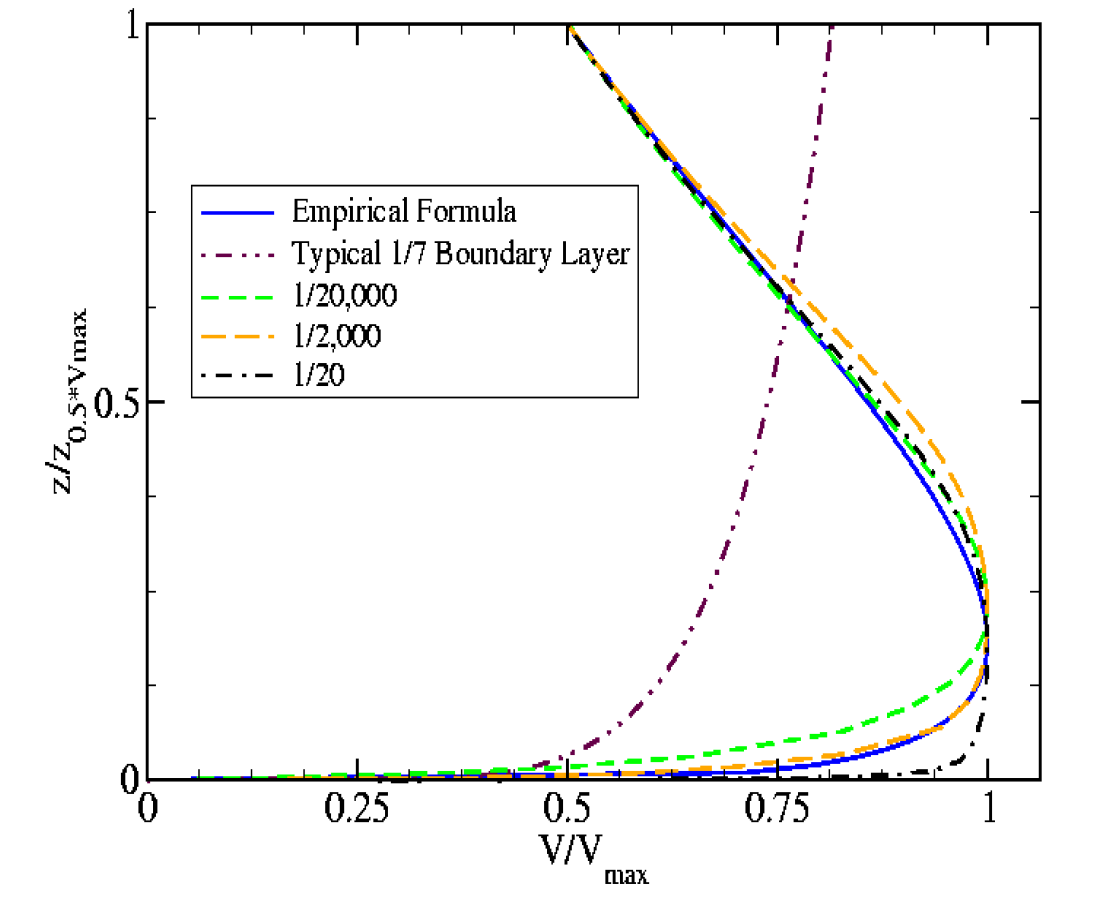 1
Empirical Formula
Typical 1/7 Boundary Layer
1/20,000
1/2,000
1/20
z/z0.5*Vmax
0.5
0
0 0.25 0.5 0.75 1
V/Vmax